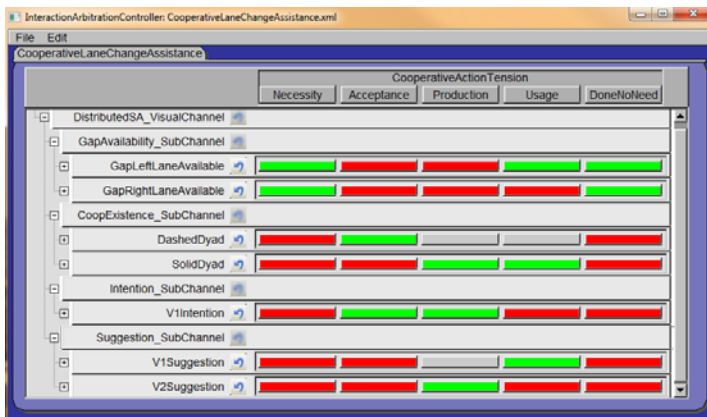 InteractionArbitrationController: CooperativeLaneChangeAssistance.xml
File Edit
CooperativeLaneChangeAssistance
CooperativeActionTension
Necessity Acceptance Production Usage DoneNoNeed
DistributedSA_VisualChannel
GapAvailability_SubChannel
GapLeftLaneAvailable
GapRightLaneAvailable
CoopExistence_SubChannel
DashedDyad
SolidDyad
Intention_SubChannel
V1Intention
Suggestion_SubChannel
V1Suggestion
V2Suggestion